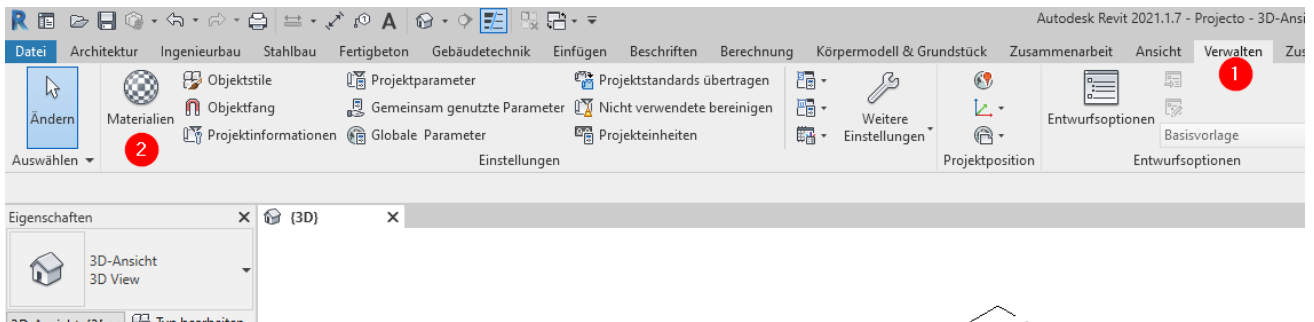 Autodesk Revit 2021.1.7 - Projecto - 3D-Ansi
Datei Architektur Ingenieurbau Stahlbau Fertigbeton Gebäudetechnik Einfügen Beschriften Berechnung Körpermodell & Grundstück Zusammenarbeit Ansicht Verwalten Zus
1
Ändern
Materialien
2
Objektstile
Objektfang
Projektinformationen
Projektparameter
Gemeinsam genutzte Parameter
Globale Parameter
Projektstandards übertragen
Nicht verwendete bereinigen
Projekteinheiten
Weitere
Einstellungen
Entwurfsoptionen
Basisvorlage
Auswählen Einstellungen Projektposition Entwurfsoptionen
Eigenschaften
{3D}
3D-Ansicht
3D View